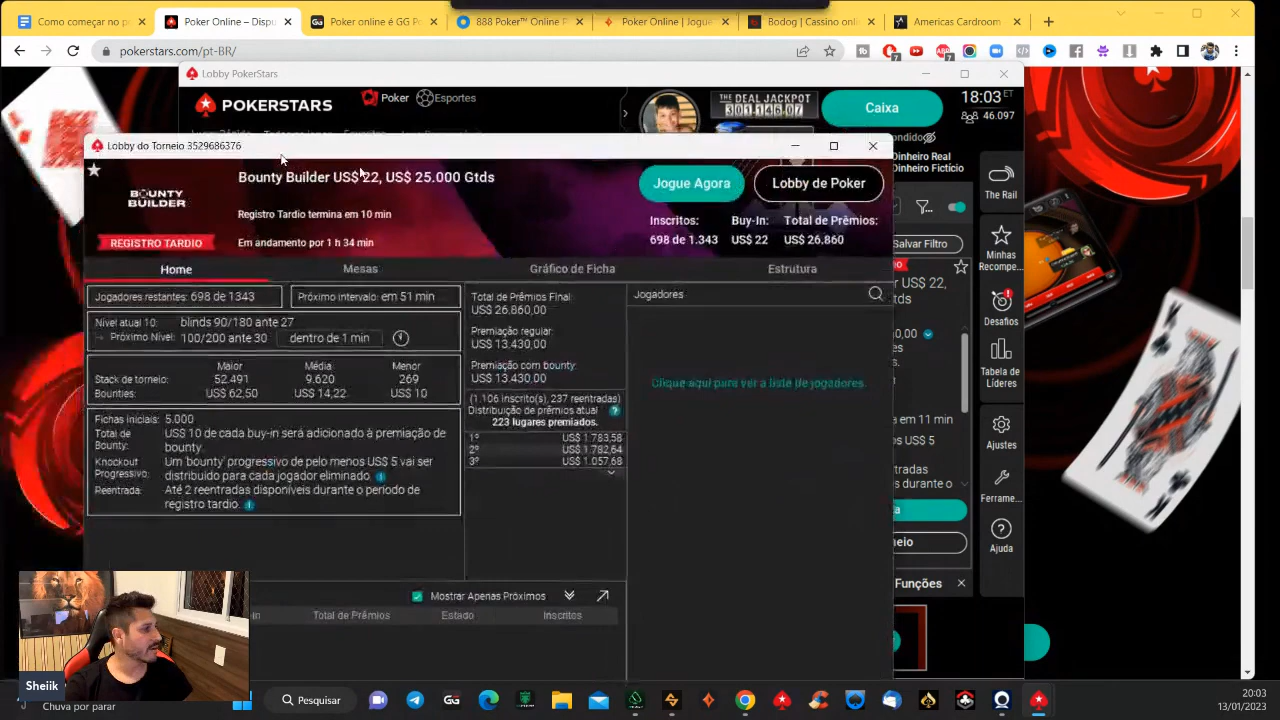 Como começar no p
Poker Online – Dispu
Poker online é GG Po
888 Poker™ Online P
Poker Online | Jogue
Bodog | Cassino onli
Americas Cardroom
pokerstars.com/pt-BR/
Lobby PokerStars
POKERSTARS
Poker
Esportes
THE DEAL JACKPOT
Caixa
18:03 ET
46.097
Lobby do Torneio 3529686376
Dinheiro Real
Dinheiro Fictício
BOUNTY
BUILDER
Bounty Builder US$ 22, US$ 25.000 Gtds
Jogue Agora
Lobby de Poker
Registro Tardio termina em 10 min
Inscritos: Buy-In: Total de Prêmios:
REGISTRO TARDIO
Em andamento por 1 h 34 min
698 de 1.343 US$ 22 US$ 26.860
Home Mesas Gráfico de Ficha Estrutura
Jogadores restantes: 698 de 1343
Próximo intervalo: em 51 min
Nível atual 10: blinds 90/180 ante 27
Próximo Nível: 100/200 ante 30 dentro de 1 min
Maior Média Menor
Stack de torneio: 52.491 9.620 269
Bounties: US$ 62,50 US$ 14,22 US$ 10
Fichas iniciais: 5.000
Total de Bounty: US$ 10 de cada buy-in será adicionado à premiação de bounty.
Knockout Progressivo: Um 'bounty' progressivo de pelo menos US$ 5 vai ser distribuído para cada jogador eliminado.
Reentrada: Até 2 reentradas disponíveis durante o período de registro tardio.
Total de Prêmios Final:
US$ 26.860,00
Premiação regular:
US$ 13.430,00
Premiação com bounty:
US$ 13.430,00
(1.106 inscrito(s), 237 reentradas)
Distribuição de prêmios atual
223 lugares premiados.
1º US$ 1.783,58
2º US$ 1.782,64
3º US$ 1.057,68
Jogadores
Clique aqui para ver a lista de jogadores.
Mostrar Apenas Próximos
Total de Prêmios Estado Inscritos
Salvar Filtro
US 22,
em 11 min
US$ 5
durante o
Funções
The Rail
Minhas
Recompe...
Desafios
Tabela de
Líderes
Ajustes
Ferrame...
Ajuda
Sheiik
Chuva por parar
Pesquisar
20:03
13/01/2023